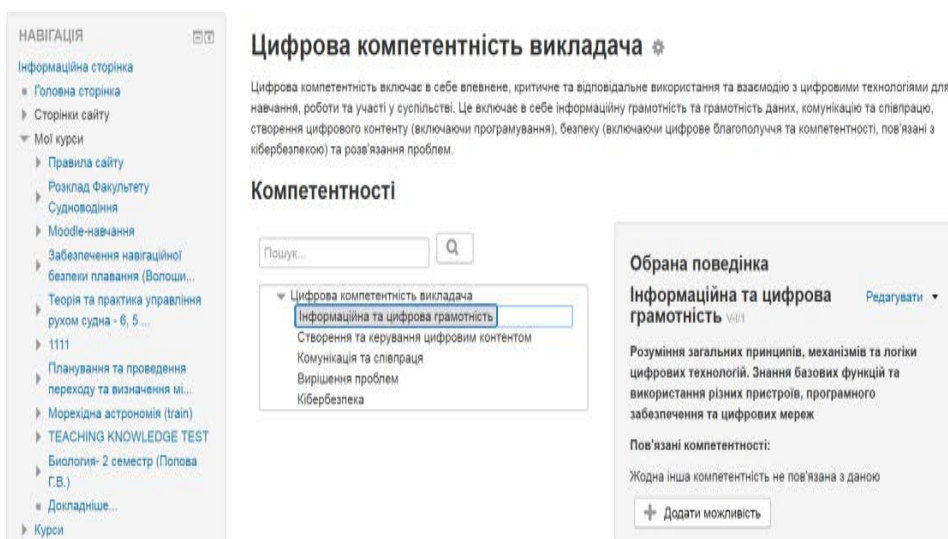 НАВІГАЦІЯ
Інформаційна сторінка
Головна сторінка
Сторінки сайту
Мої курси
Правила сайту
Розклад Факультету
Судноводіння
Moodle-навчання
Забезпечення навігаційної
безпеки плавання (Волоши...
Теорія та практика управління
рухом судна - 6, 5 ...
1111
Планування та проведення
переходу та визначення мі...
Морехідна астрономія (train)
TEACHING KNOWLEDGE TEST
Биология- 2 семестр (Попова
Г.В.)
Докладніше...
Курси
Цифрова компетентність викладача
Цифрова компетентність включає в себе впевнене, критичне та відповідальне використання та взаємодію з цифровими технологіями для
навчання, роботи та участі у суспільстві. Це включає в себе інформаційну грамотність та грамотність даних, комунікацію та співпрацю,
створення цифрового контенту (включаючи програмування), безпеку (включаючи цифрове благополуччя та компетентності, пов'язані з
кібербезпекою) та розв'язання проблем.
Компетентності
Пошук...
Цифрова компетентність викладача
Інформаційна та цифрова грамотність
Створення та керування цифровим контентом
Комунікація та співпраця
Вирішення проблем
Кібербезпека
Обрана поведінка
Інформаційна та цифрова Редагувати
грамотність
Розуміння загальних принципів, механізмів та логіки
цифрових технологій. Знання базових функцій та
використання різних пристроїв, програмного
забезпечення та цифрових мереж
Пов'язані компетентності:
Жодна інша компетентність не пов'язана з даною
Додати можливість